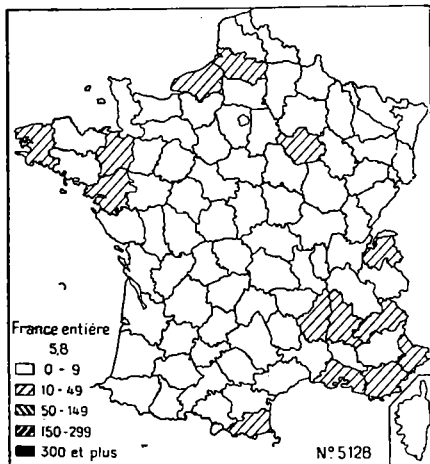 France entière
5,8
0 - 9
10 - 49
50 - 149
150 - 299
300 et plus
N° 5128